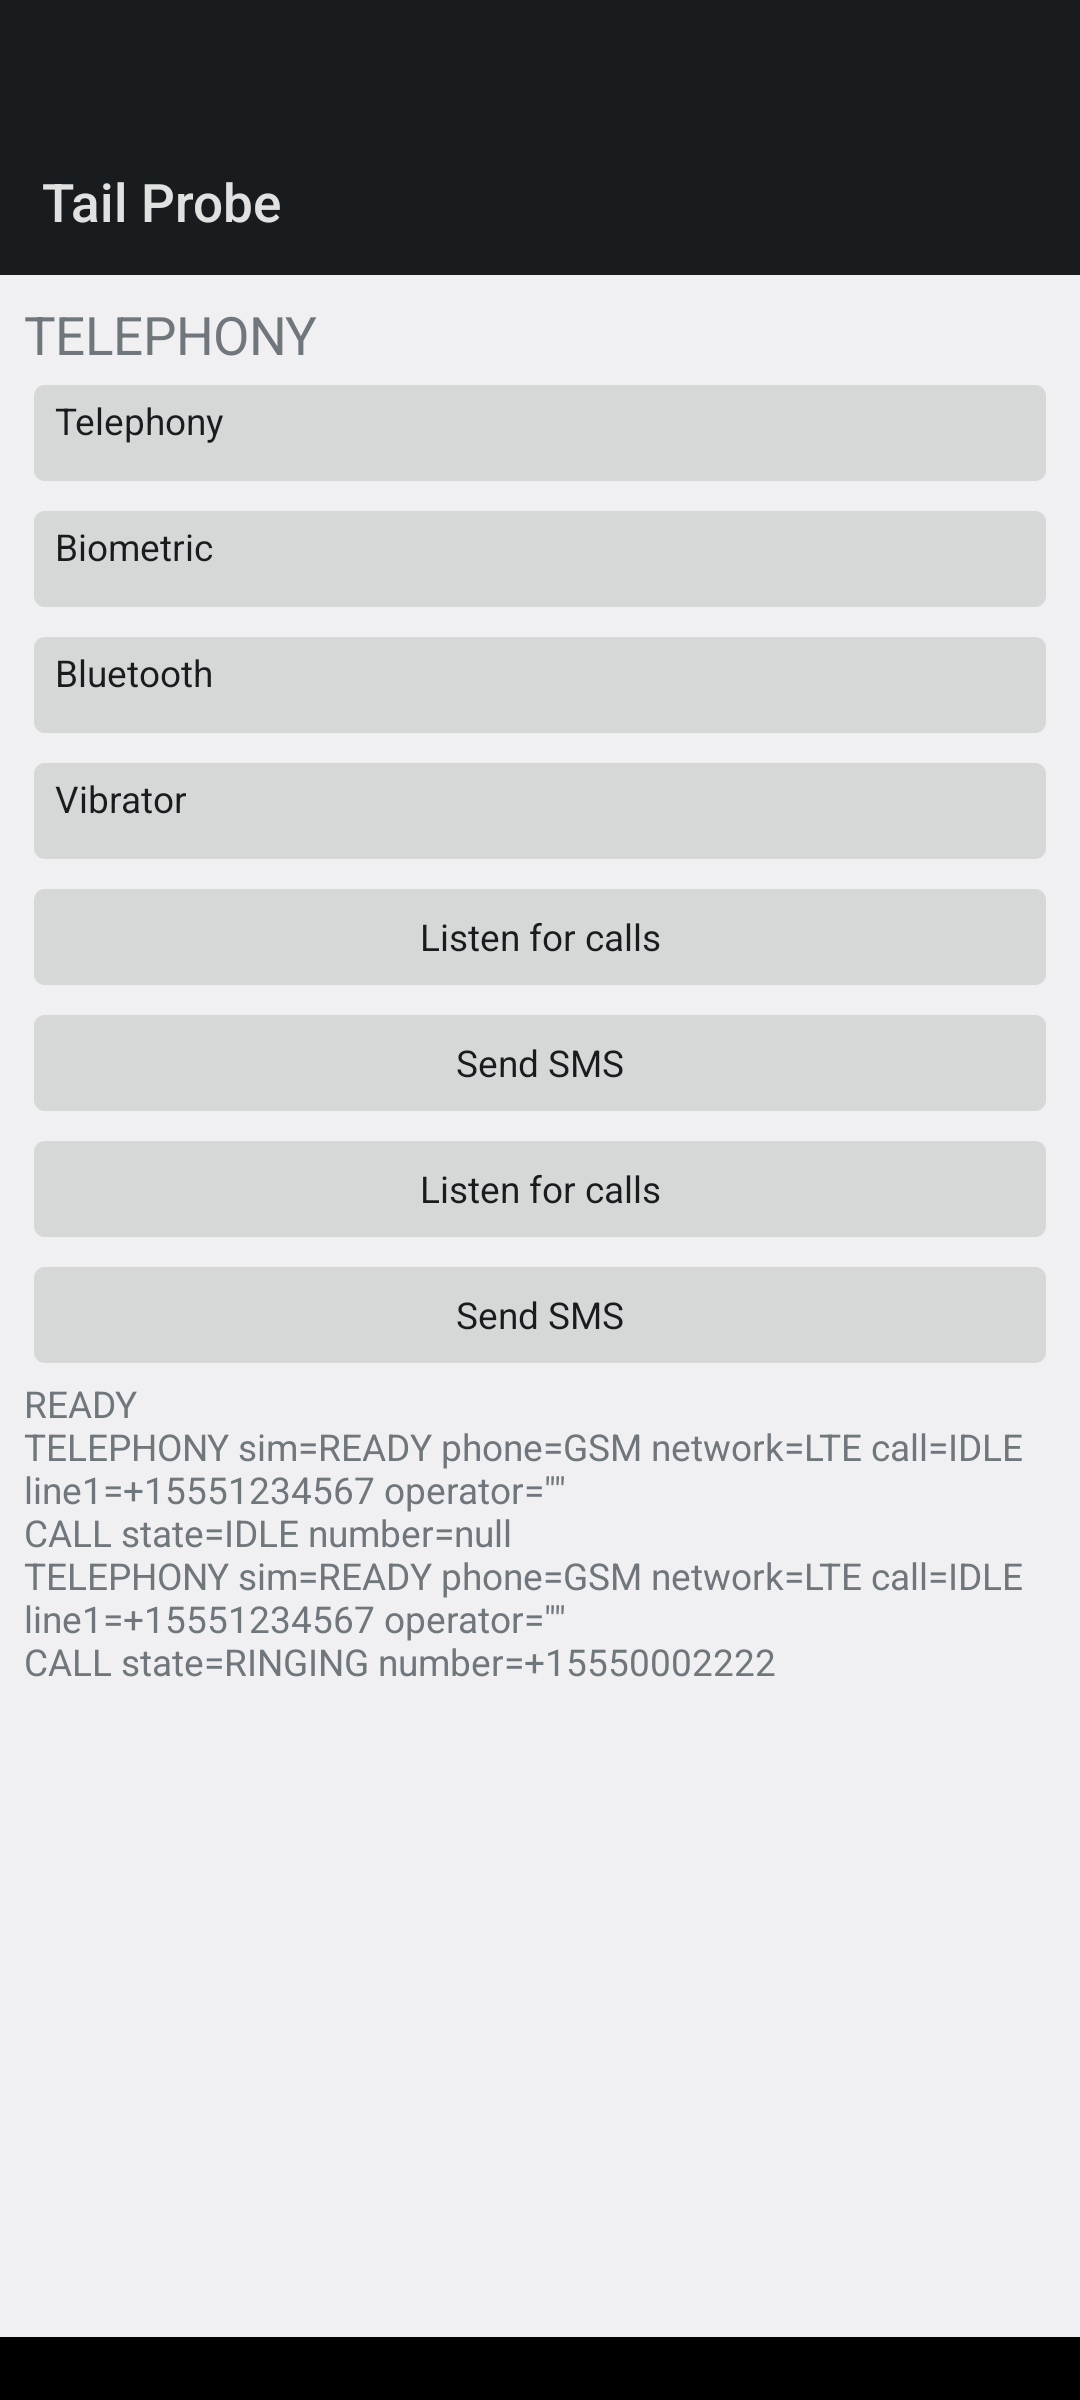 Tail Probe
TELEPHONY
Telephony
Biometric
Bluetooth
Vibrator
Listen for calls
Send SMS
Listen for calls
Send SMS
READY
TELEPHONY sim=READY phone=GSM network=LTE call=IDLE
line1=+15551234567 operator=""
CALL state=IDLE number=null
TELEPHONY sim=READY phone=GSM network=LTE call=IDLE
line1=+15551234567 operator=""
CALL state=RINGING number=+15550002222